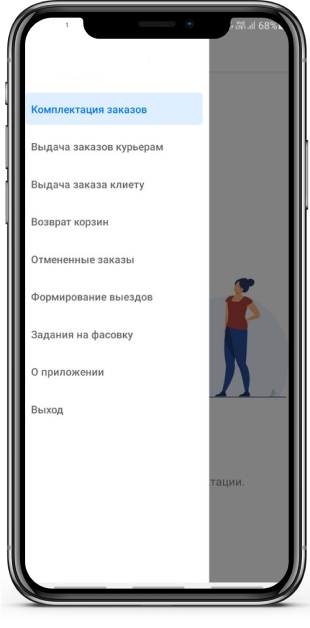 1
68%
Комплектация заказов
Выдача заказов курьерам
Выдача заказа клиету
Возврат корзин
Отмененные заказы
Формирование выездов
Задания на фасовку
тации.
О приложении
Выход